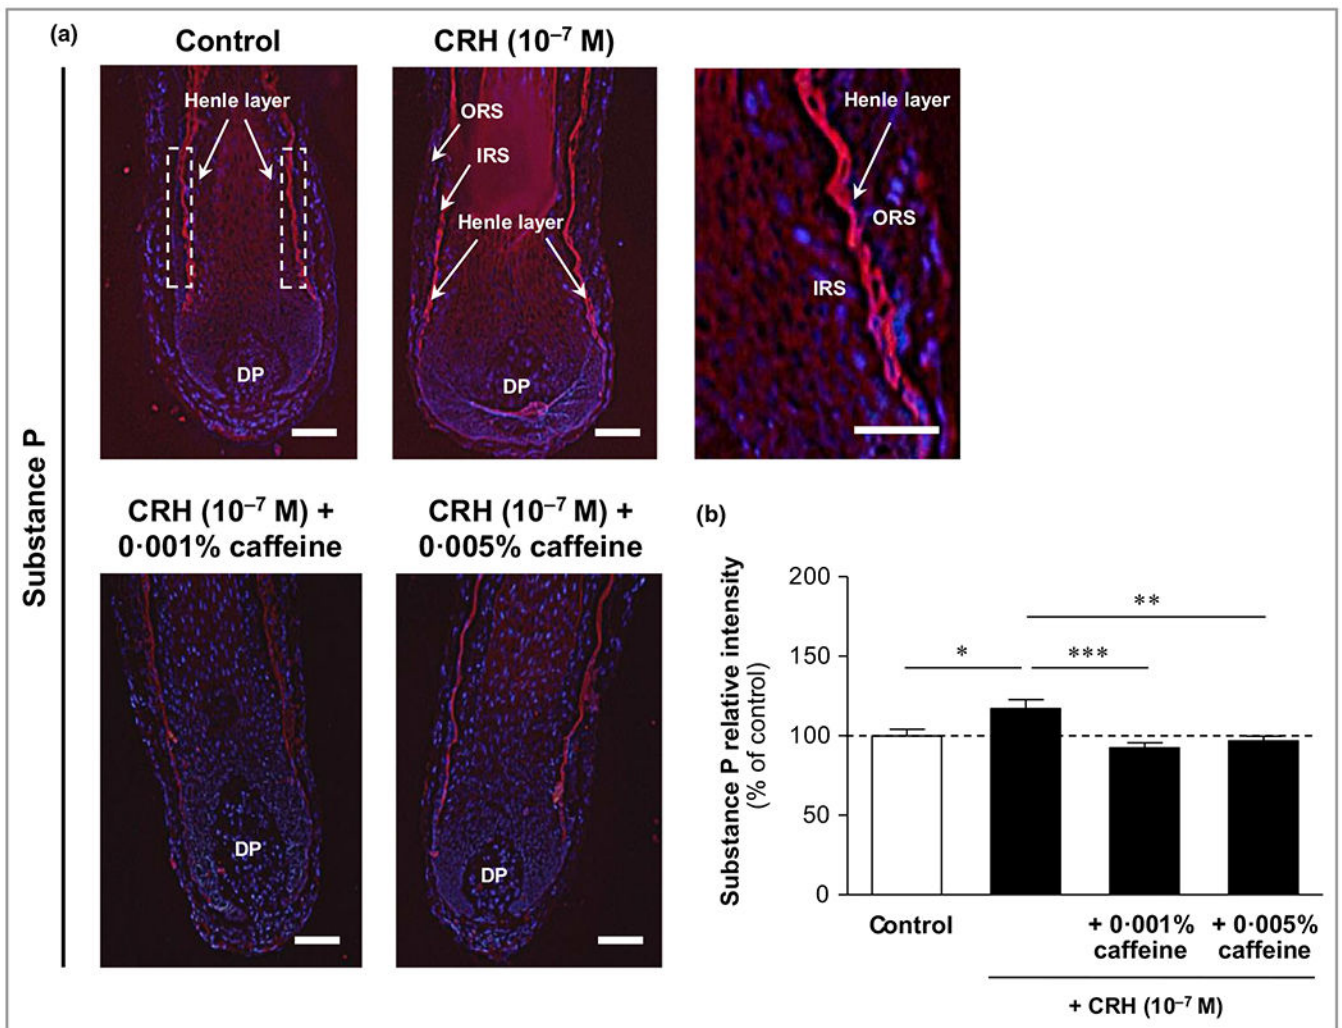 (a)
Control
CRH (10⁻⁷ M)
Henle layer
ORS
IRS
Henle layer
DP
DP
Henle layer
ORS
IRS
Substance P
CRH (10⁻⁷ M) +
0·001% caffeine
CRH (10⁻⁷ M) +
0·005% caffeine
DP
DP
(b)
Substance P relative intensity
(% of control)
200
150
100
50
0
**
*
***
Control
+ 0·001%
caffeine
+ 0·005%
caffeine
+ CRH (10⁻⁷ M)